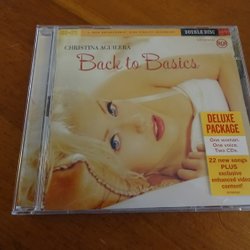 DOUBLE DISC
CHRISTINA AGUILERA
Back to Basics
DELUXE
PACKAGE
One woman.
One voice.
Two CDs.
22 new songs
PLUS
exclusive
enhanced video
content!